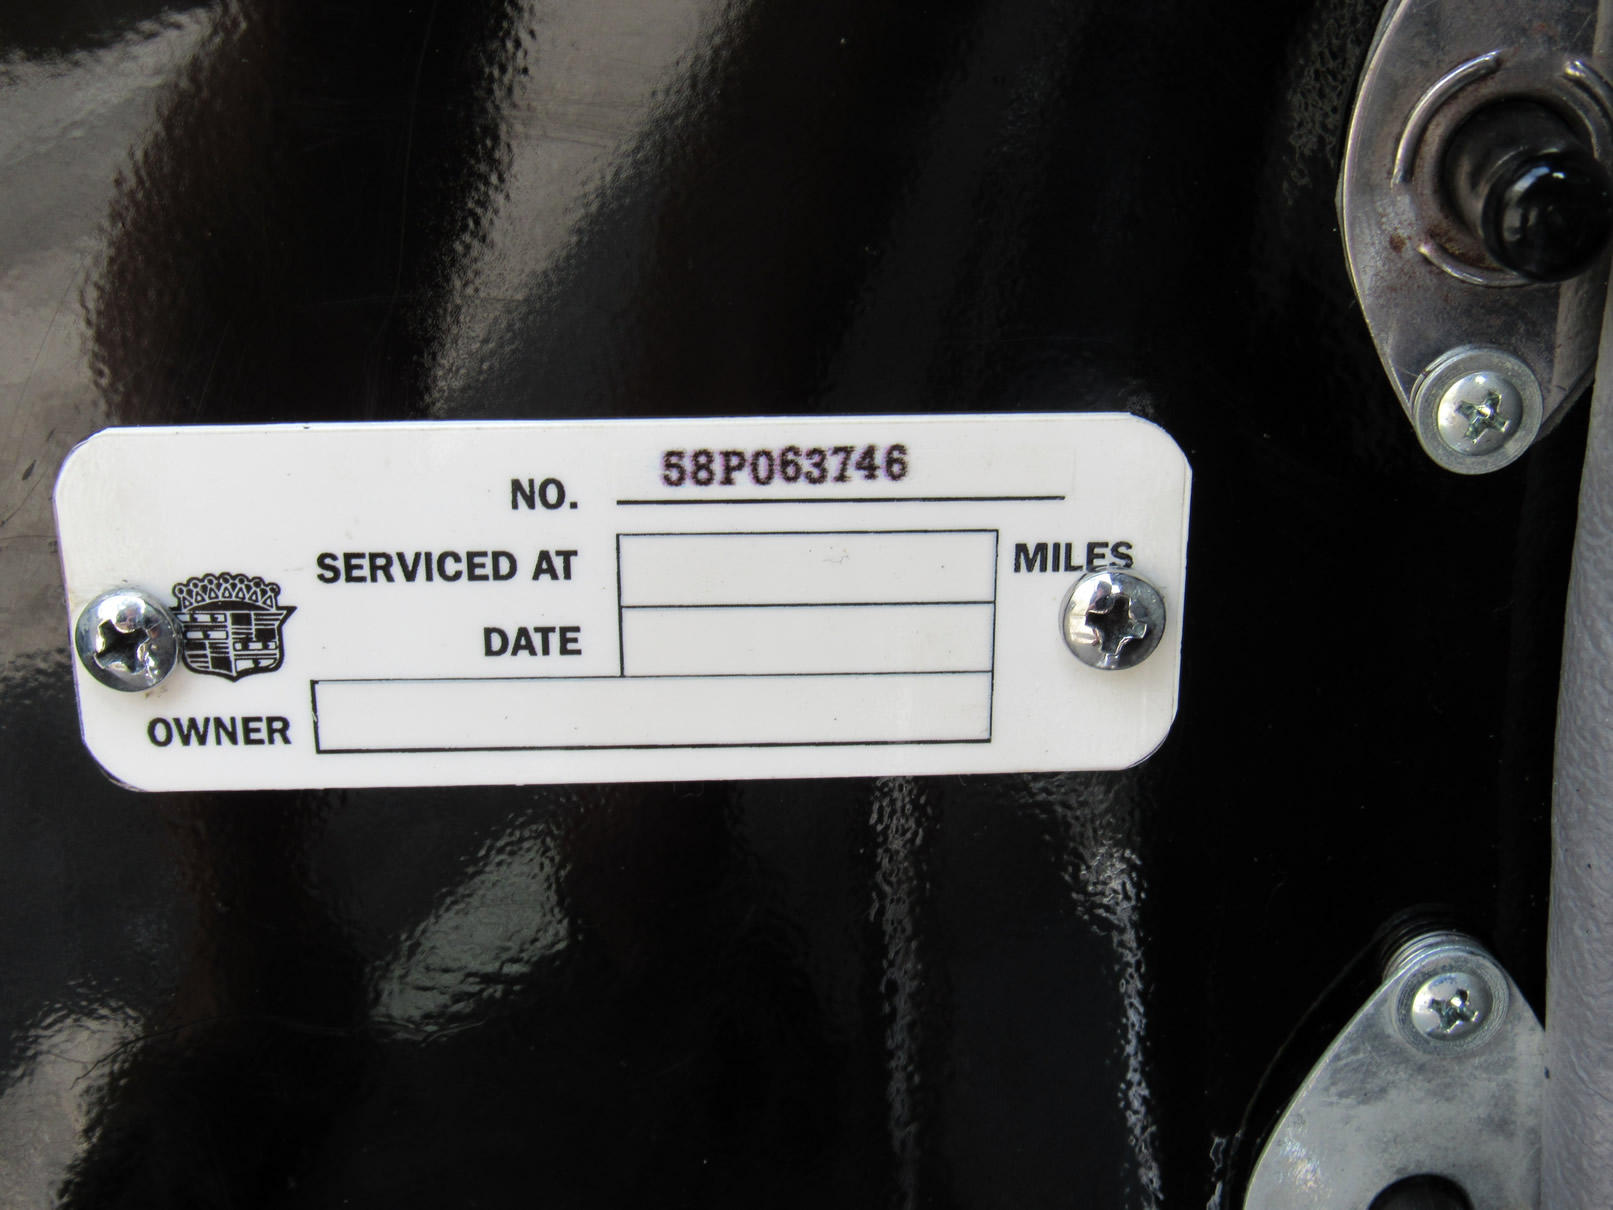 NO. 58P063746
SERVICED AT MILES
DATE
OWNER